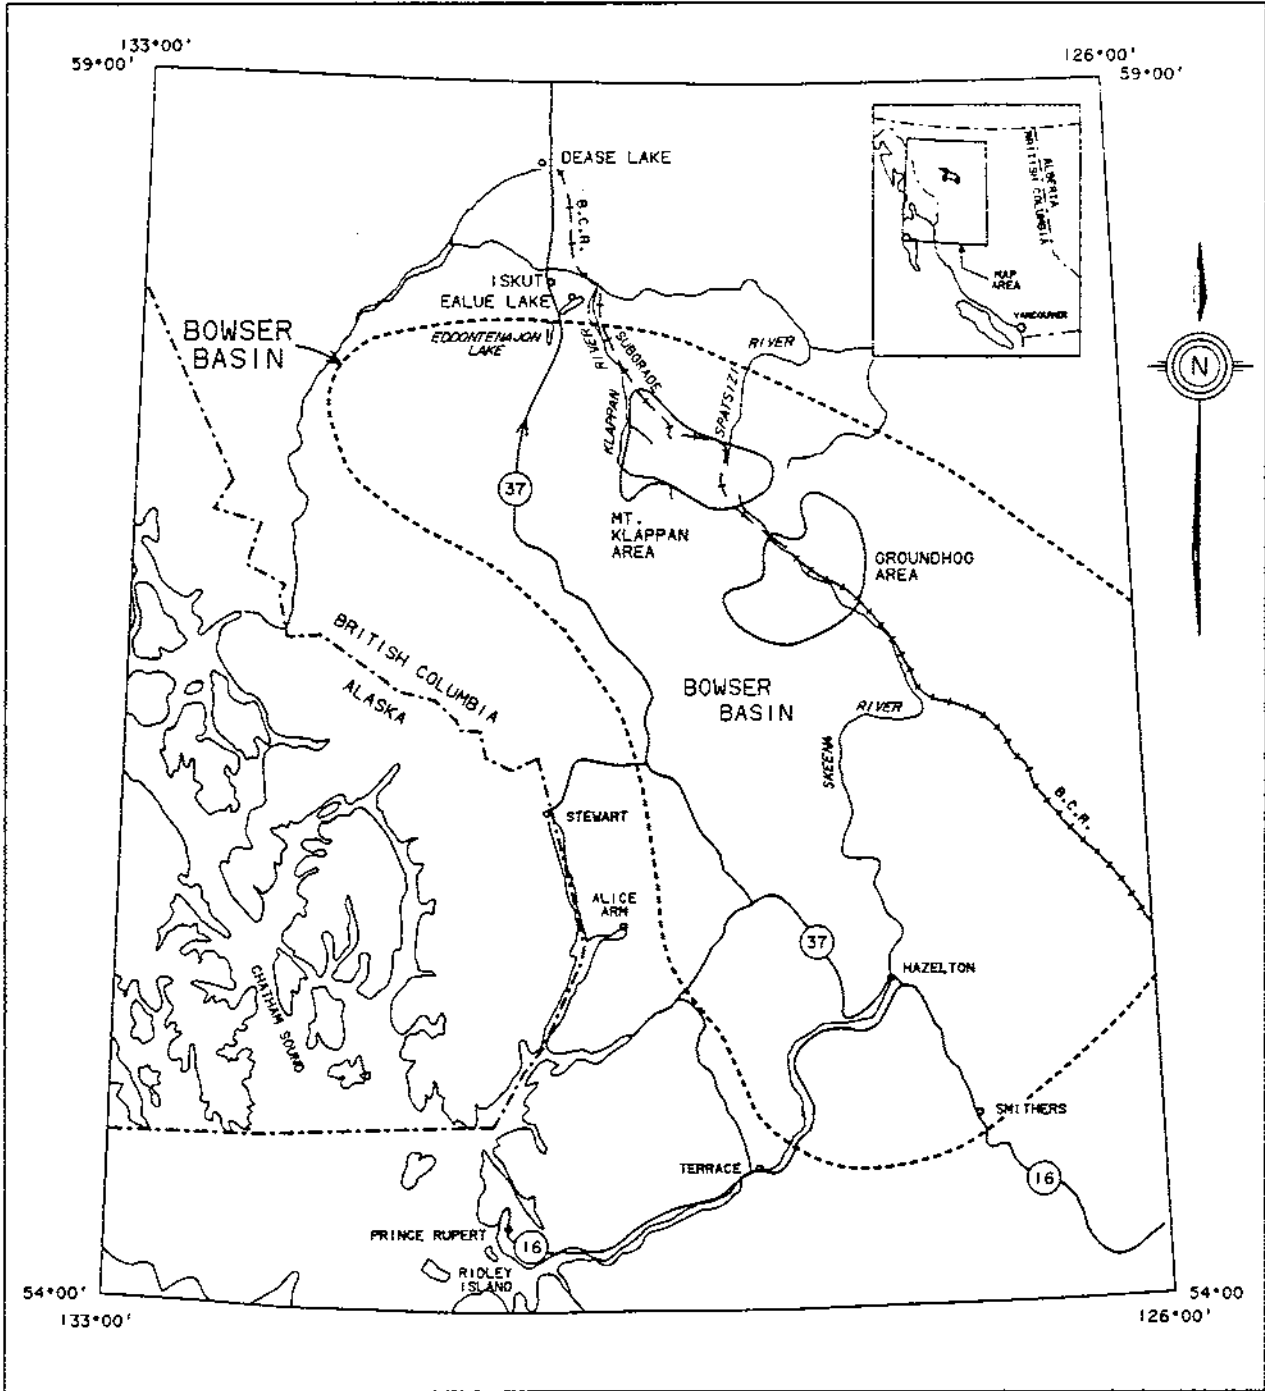 133°00'
59°00'
126°00'
59°00'
ALBERTA
BRITISH COLUMBIA
MAP
AREA
VANCOUVER
DEASE LAKE
B.C.R.
ISKUT
EALUE LAKE
EDDONTENAJON
LAKE
BOWSER
BASIN
RIVER
SUBGRADE
KLAPPAN
SPATSIZI
RIVER
N
37
MT.
KLAPPAN
AREA
GROUNDHOG
AREA
BRITISH COLUMBIA
ALASKA
BOWSER
BASIN
RIVER
SKEENA
B.C.R.
STEWART
ALICE
ARM
37
HAZELTON
CHATHAM SOUND
SMITHERS
TERRACE
16
PRINCE RUPERT
16
RIDLEY
ISLAND
54°00'
133°00'
54°00
126°00'